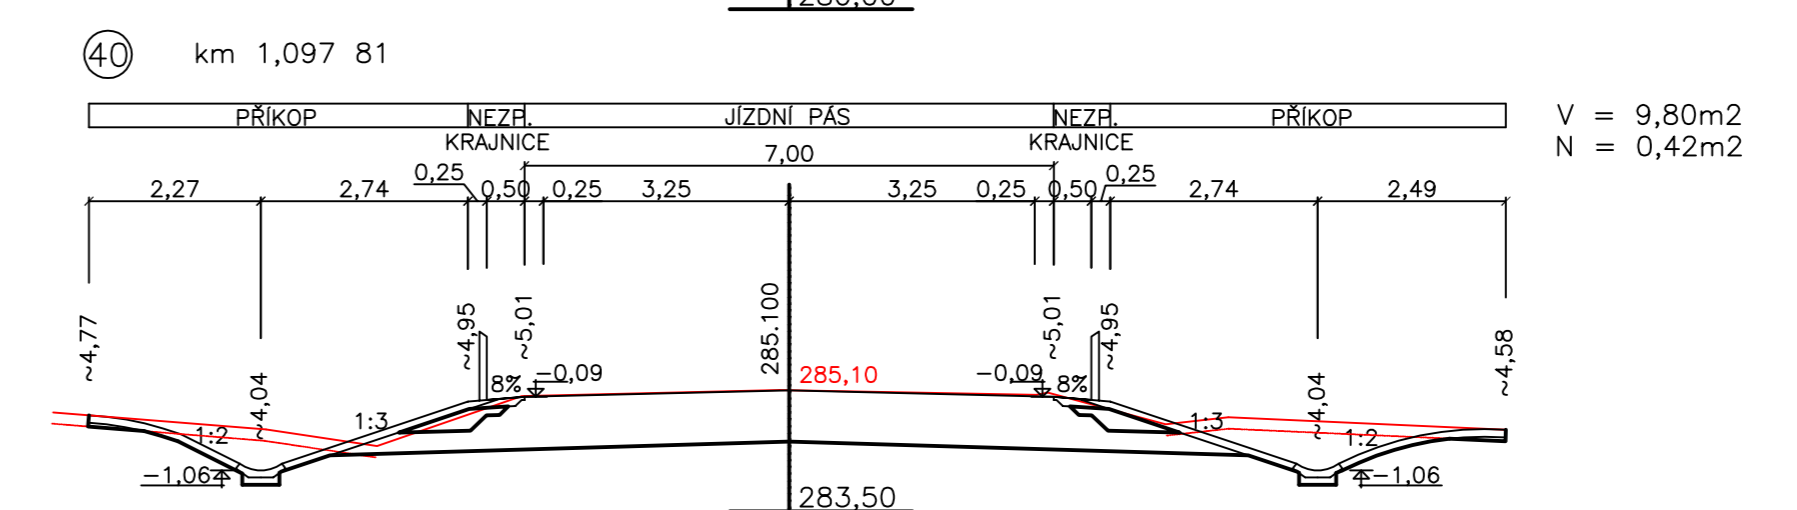 40 km 1,097 81
PŘÍKOP NEZP. JÍZDNÍ PÁS NEZP. PŘÍKOP
KRAJNICE KRAJNICE
V = 9,80m2
N = 0,42m2
7,00
2,27 2,74 0,25 0,50 0,25 3,25 3,25 0,25 0,50 0,25 2,74 2,49
~4,77 ~4,04 ~4,95 ~5,01 285.100 ~5,01 ~4,95 ~4,04 ~4,58
8% -0,09 285,10 -0,09 8%
1:2 1:3 1:3 1:2
-1,06 -1,06
283,50